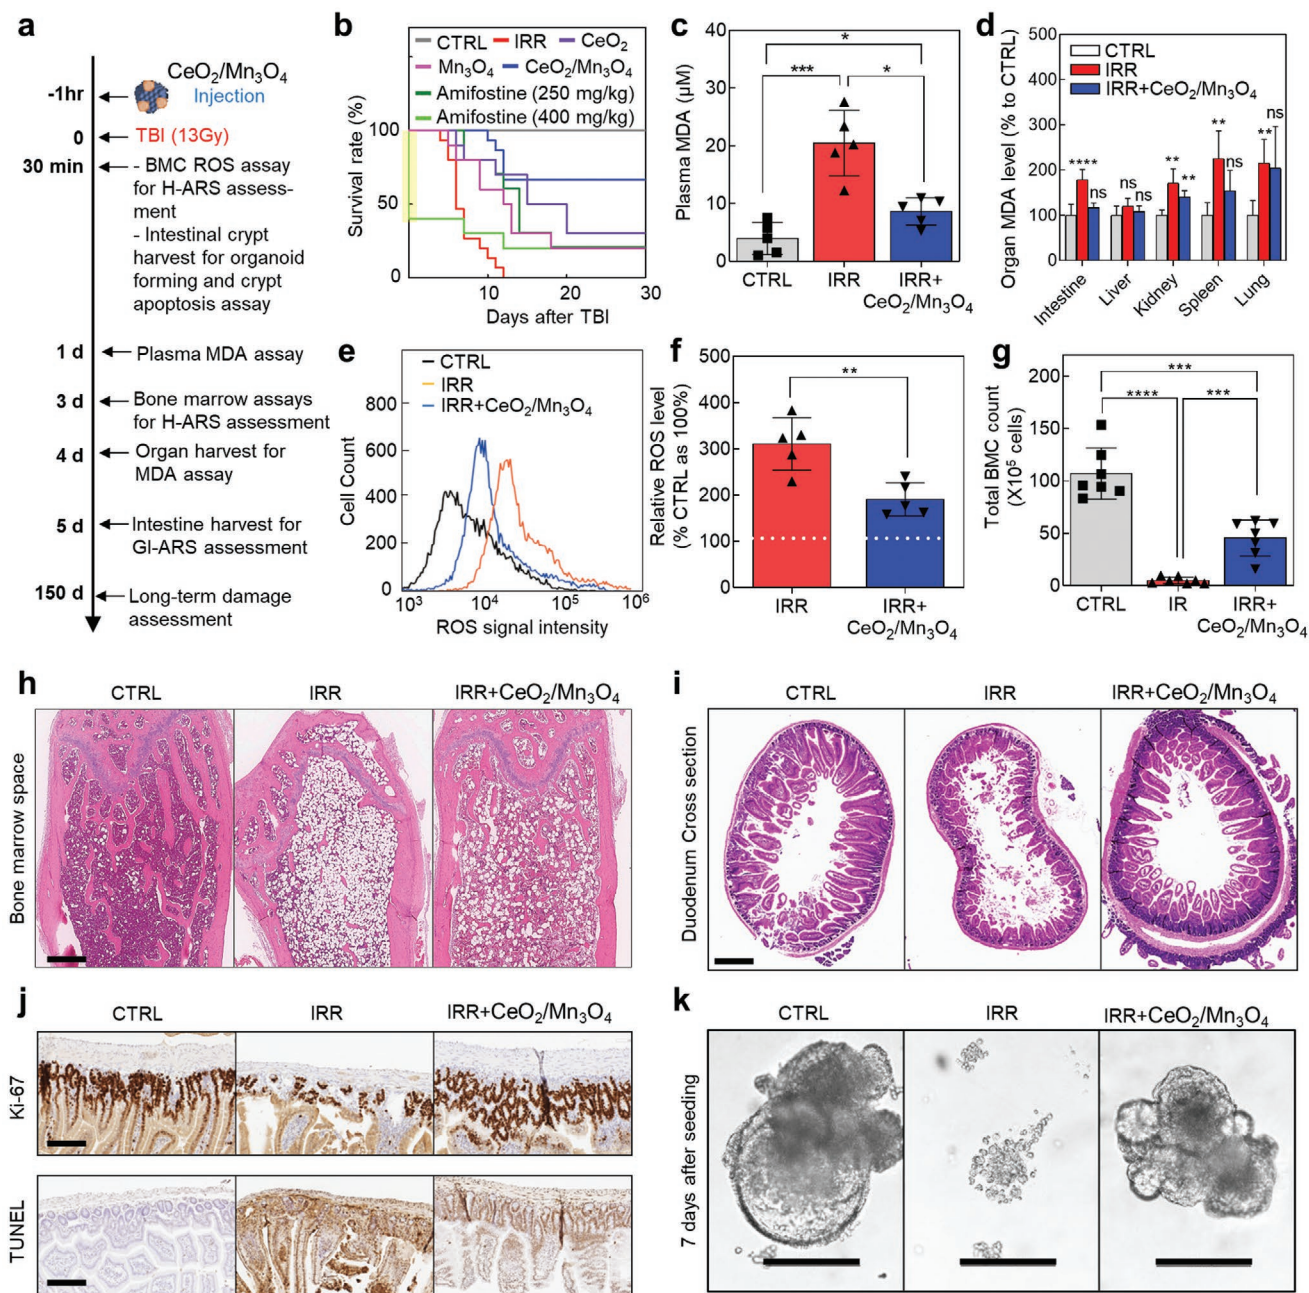 a
CeO₂/Mn₃O₄
-1hr
Injection
0
TBI (13Gy)
30 min
- BMC ROS assay
for H-ARS assess-
ment
- Intestinal crypt
harvest for organoid
forming and crypt
apoptosis assay
1 d
Plasma MDA assay
3 d
Bone marrow assays
for H-ARS assessment
4 d
Organ harvest for
MDA assay
5 d
Intestine harvest for
GI-ARS assessment
150 d
Long-term damage
assessment
b
CTRL IRR CeO₂
Mn₃O₄ CeO₂/Mn₃O₄
Amifostine (250 mg/kg)
Amifostine (400 mg/kg)
Survival rate (%)
100
50
0
10 20 30
Days after TBI
c
Plasma MDA (µM)
40
30
20
10
0
*
*** *
CTRL IRR IRR+
CeO₂/Mn₃O₄
d
Organ MDA level (% to CTRL)
500
400
300
200
100
0
CTRL
IRR
IRR+CeO₂/Mn₃O₄
**** ns
ns ns
** **
** ns
** ns
Intestine
Liver
Kidney
Spleen
Lung
e
CTRL
IRR
IRR+CeO₂/Mn₃O₄
Cell Count
800
600
400
200
0
10³ 10⁴ 10⁵ 10⁶
ROS signal intensity
f
Relative ROS level
(% CTRL as 100%)
500
400
300
200
100
0
**
IRR IRR+
CeO₂/Mn₃O₄
g
Total BMC count
(X10⁵ cells)
200
150
100
50
0
***
**** ***
CTRL IR IRR+
CeO₂/Mn₃O₄
h
CTRL IRR IRR+CeO₂/Mn₃O₄
Bone marrow space
i
CTRL IRR IRR+CeO₂/Mn₃O₄
Duodenum Cross section
j
CTRL IRR IRR+CeO₂/Mn₃O₄
Ki-67
TUNEL
k
CTRL IRR IRR+CeO₂/Mn₃O₄
7 days after seeding